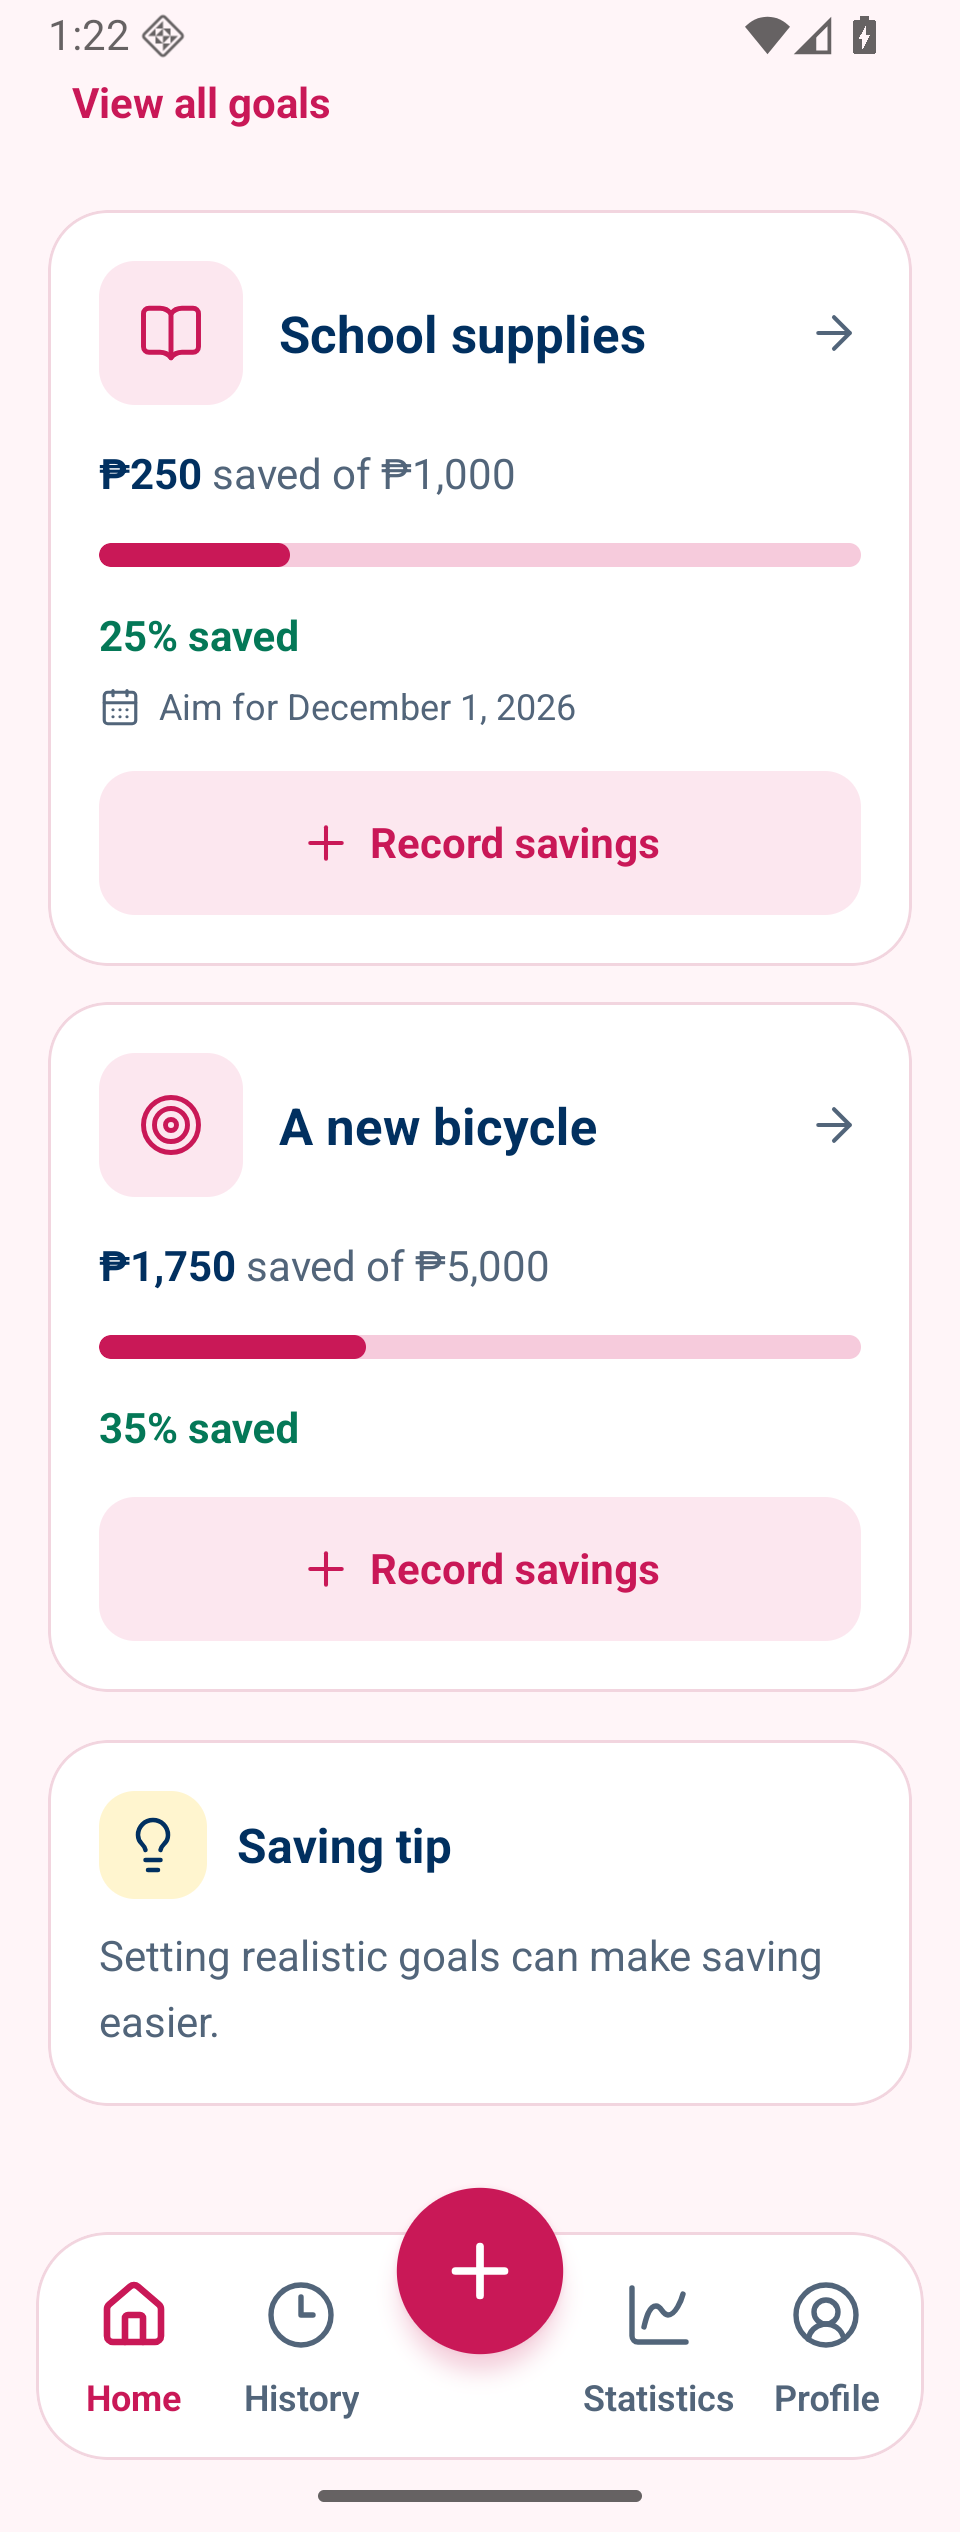 1:22
View all goals
School supplies
₱250 saved of ₱1,000
25% saved
Aim for December 1, 2026
Record savings
A new bicycle
₱1,750 saved of ₱5,000
35% saved
Record savings
Saving tip
Setting realistic goals can make saving
easier.
Home
History
Statistics
Profile